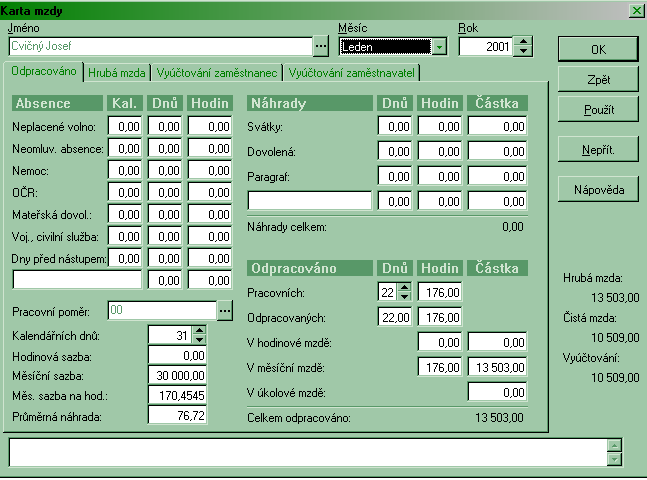 Karta mzdy
Jméno Měsíc Rok
Cvičný Josef ... Leden 2001
OK
Zpět
Použít
Nepřít.
Nápověda
Odpracováno Hrubá mzda Vyúčtování zaměstnanec Vyúčtování zaměstnavatel
Absence Kal. Dnů Hodin
Neplacené volno: 0,00 0,00 0,00
Neomluv. absence: 0,00 0,00 0,00
Nemoc: 0,00 0,00 0,00
OČR: 0,00 0,00 0,00
Mateřská dovol.: 0,00 0,00 0,00
Voj., civilní služba: 0,00 0,00 0,00
Dny před nástupem: 0,00 0,00 0,00
0,00 0,00
Pracovní poměr: 00 ...
Kalendářních dnů: 31
Hodinová sazba: 0,00
Měsíční sazba: 30 000,00
Měs. sazba na hod.: 170,4545
Průměrná náhrada: 76,72
Náhrady Dnů Hodin Částka
Svátky: 0,00 0,00 0,00
Dovolená: 0,00 0,00 0,00
Paragraf: 0,00 0,00 0,00
0,00 0,00 0,00
Náhrady celkem: 0,00
Odpracováno Dnů Hodin Částka
Pracovních: 22 176,00
Odpracovaných: 22,00 176,00
V hodinové mzdě: 0,00 0,00
V měsíční mzdě: 176,00 13 503,00
V úkolové mzdě: 0,00
Celkem odpracováno: 13 503,00
Hrubá mzda:
13 503,00
Čistá mzda:
10 509,00
Vyúčtování:
10 509,00